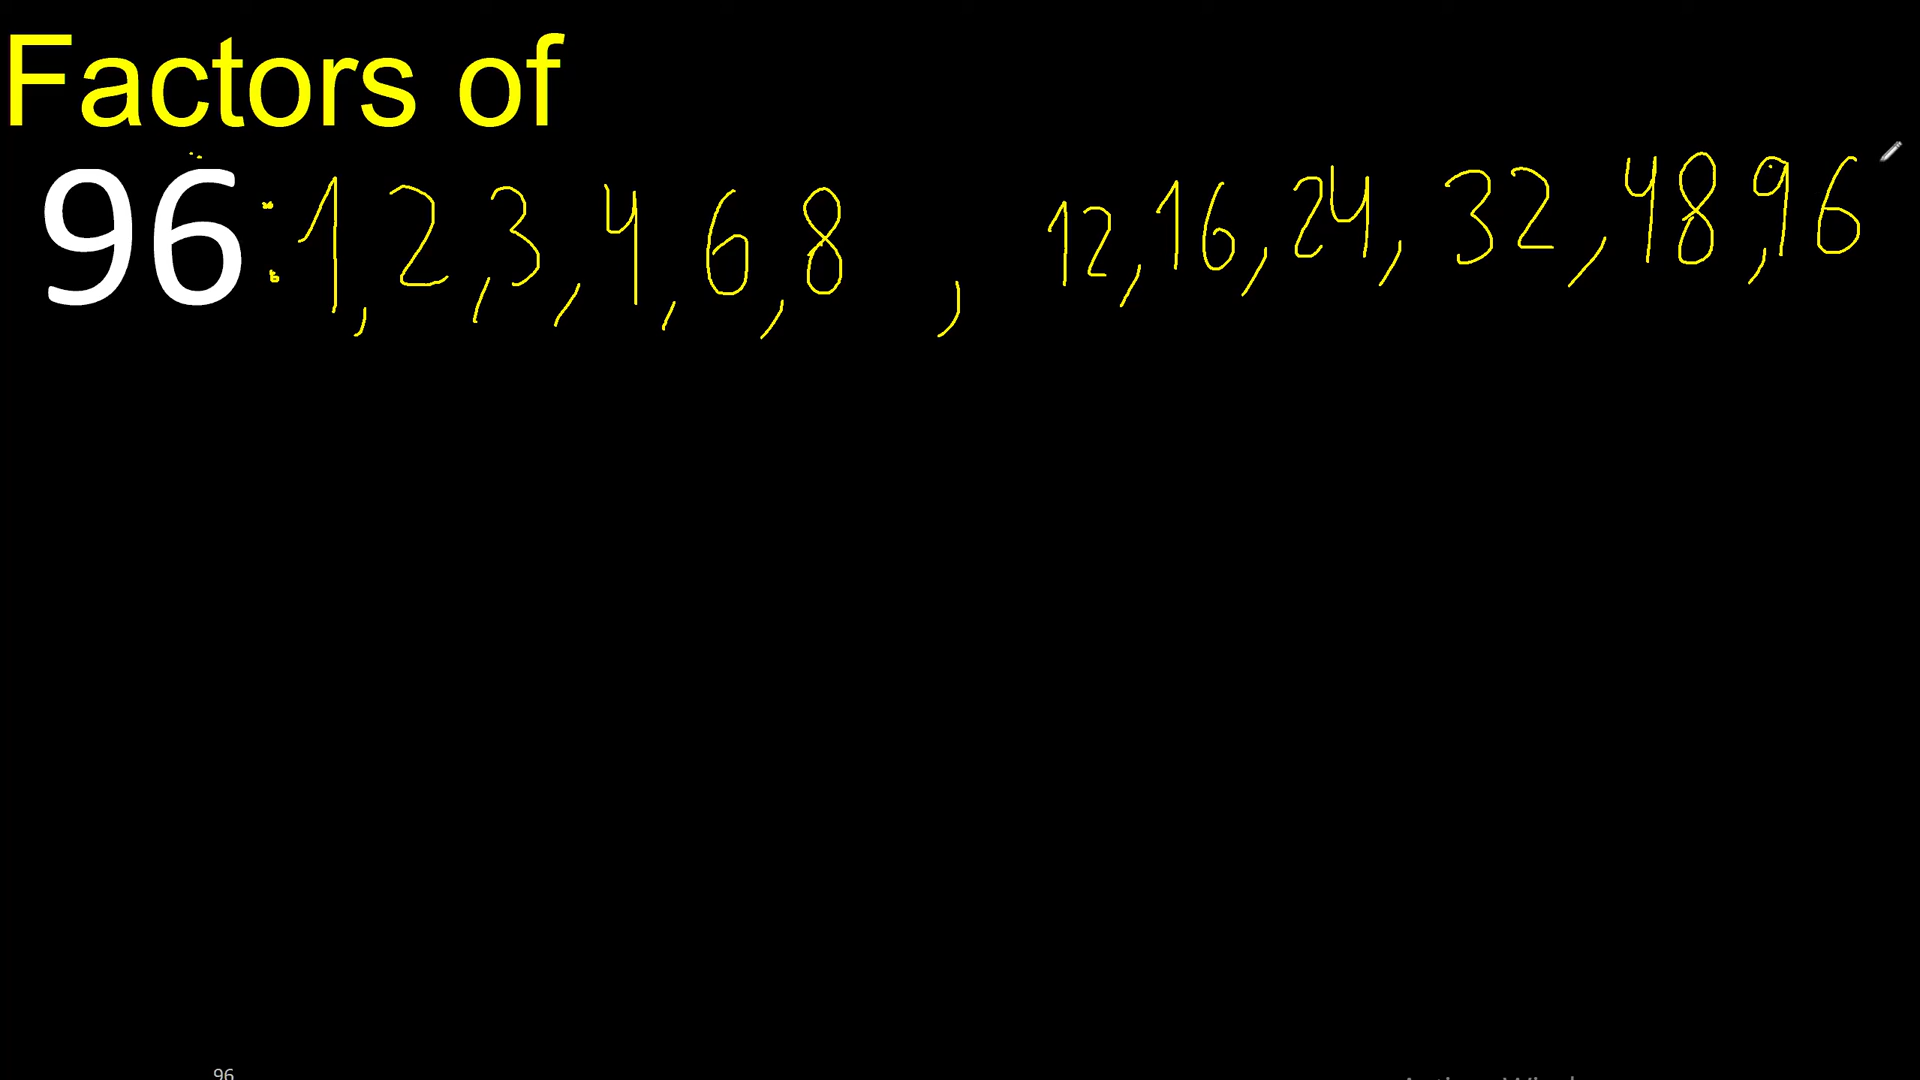 Factors of
96: 1, 2, 3, 4, 6, 8 , 12, 16, 24, 32, 48, 96
96